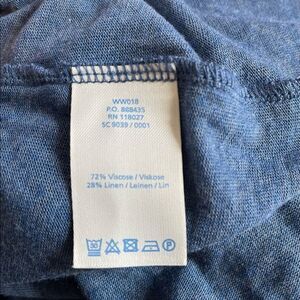 WW018
P.O. 868435
RN 118027
SC 9039 / 0001
72% Viscose / Viskose
28% Linen / Leinen / Lin